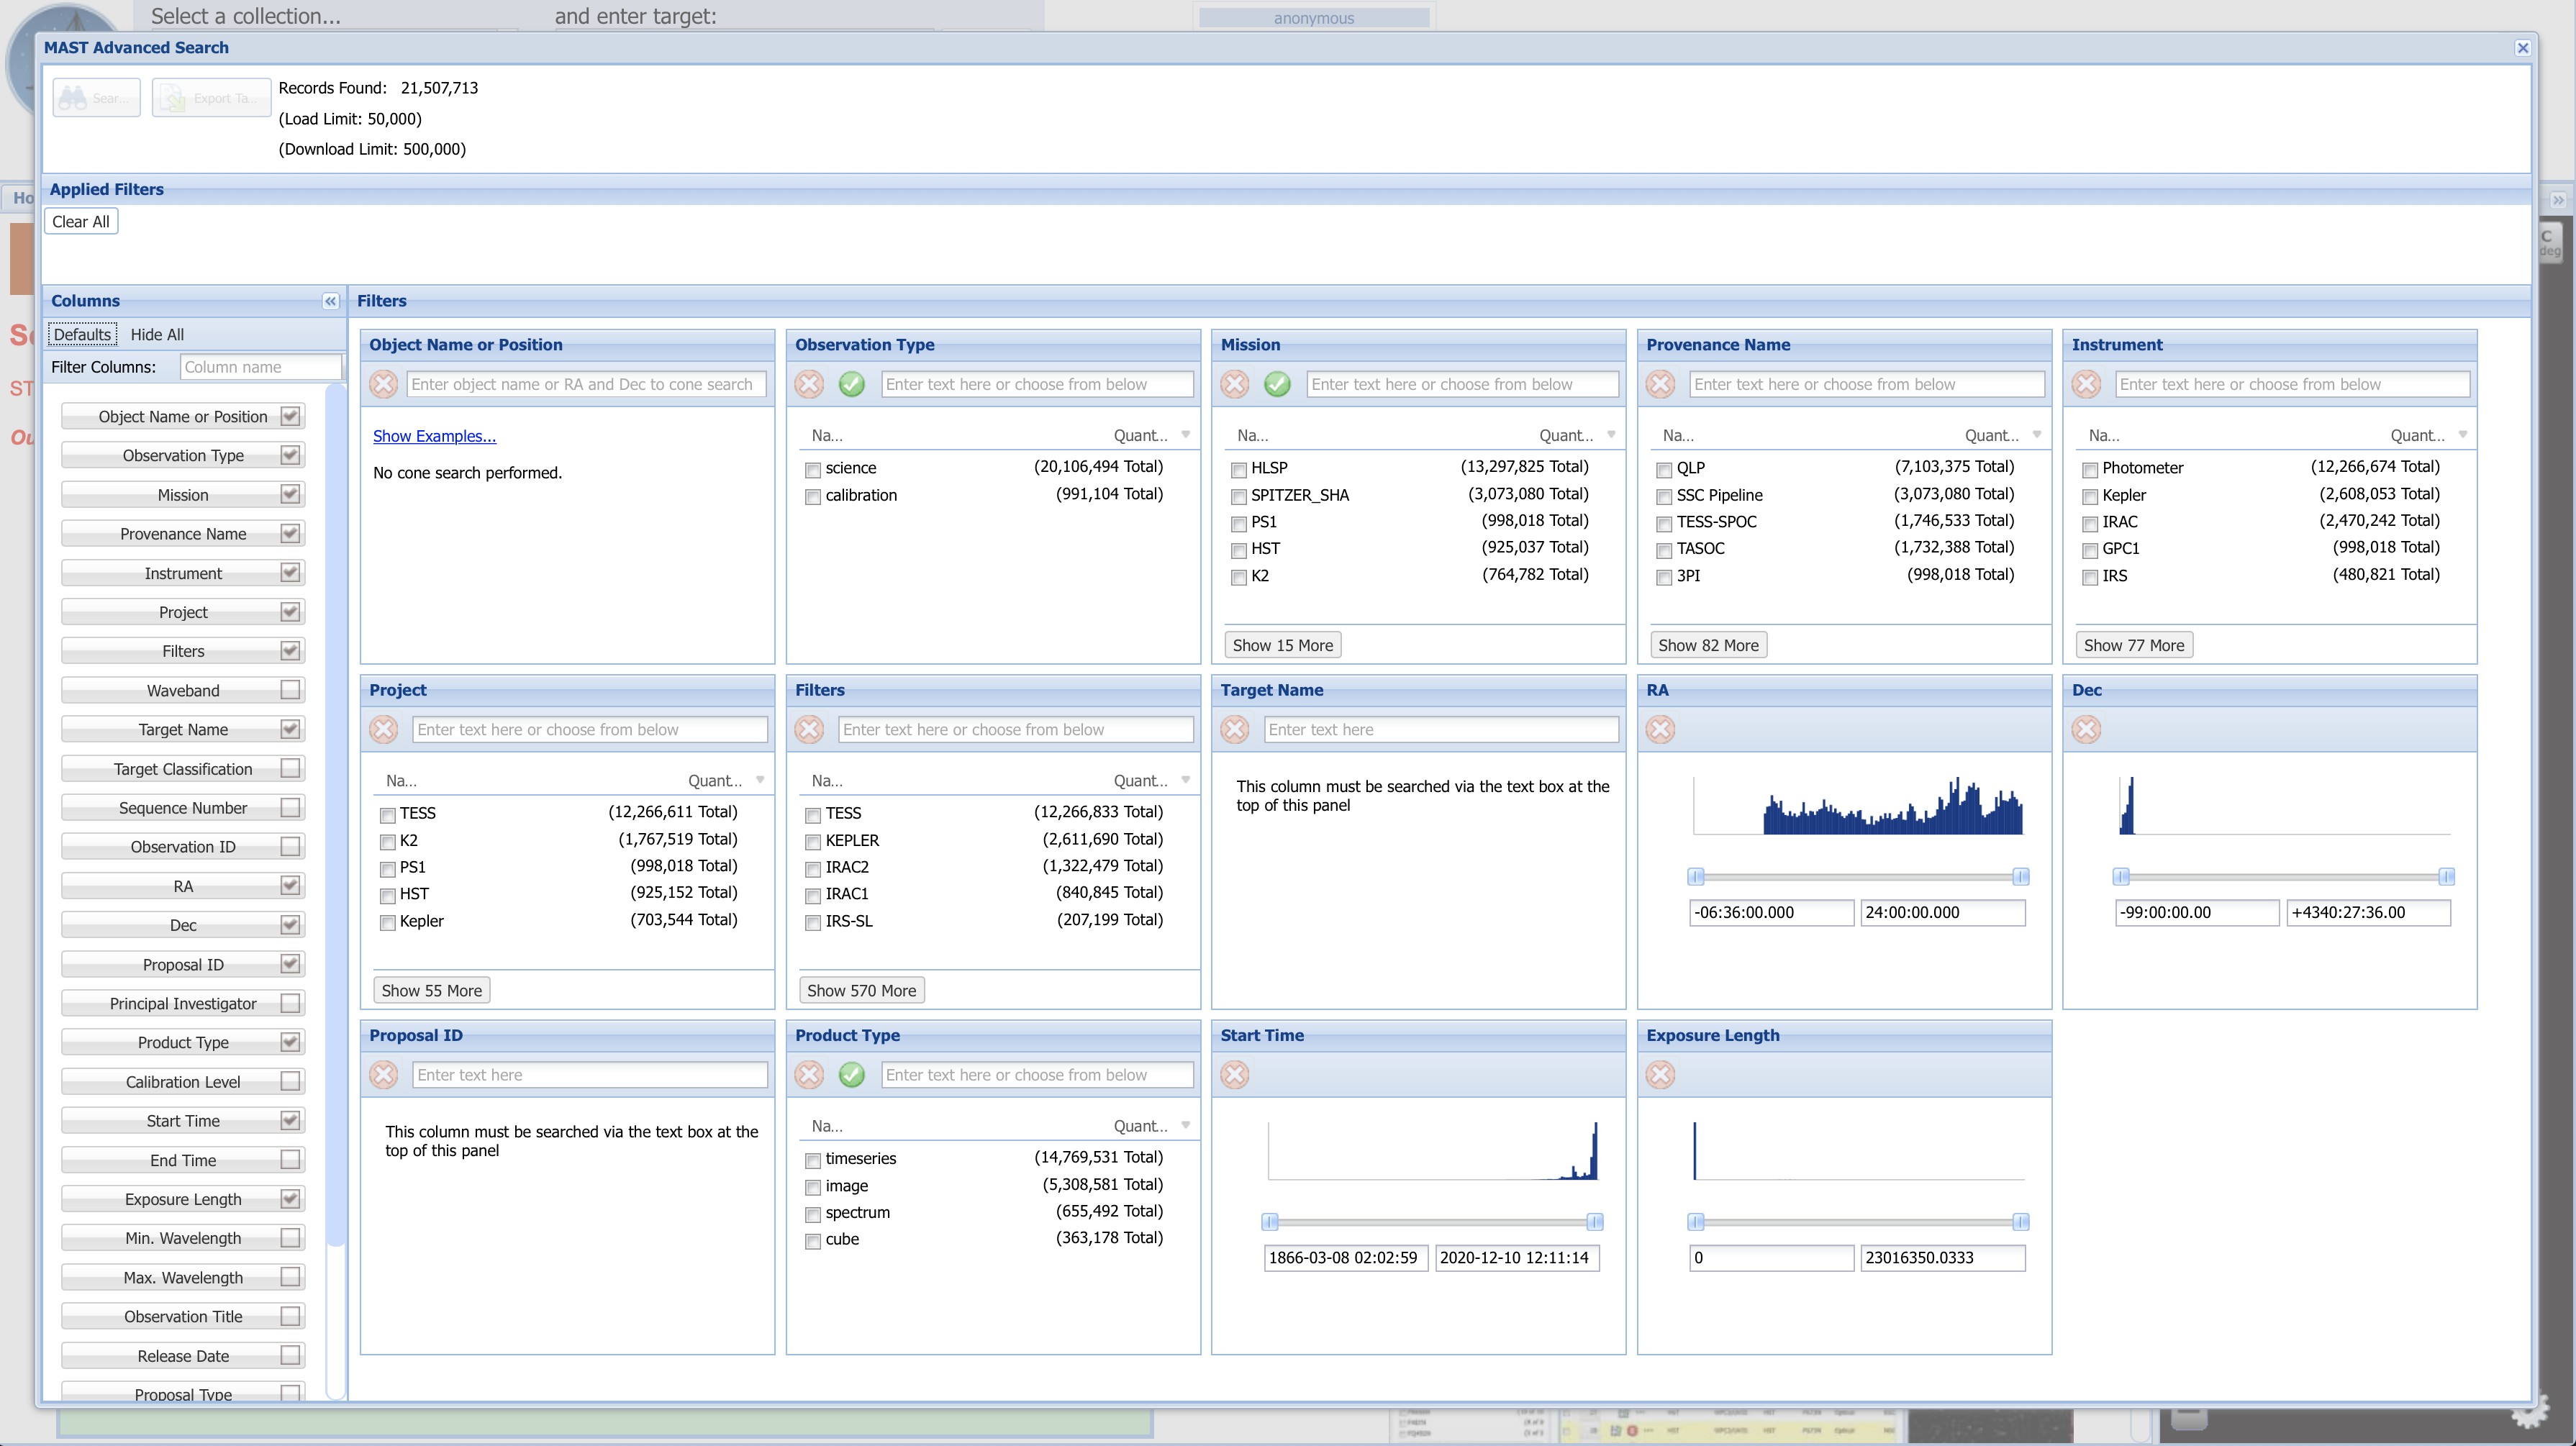 Select a collection...
and enter target:
anonymous
MAST Advanced Search
Sear...
Export Ta...
Records Found: 21,507,713
(Load Limit: 50,000)
(Download Limit: 500,000)
Applied Filters
Clear All
Columns
Defaults
Hide All
Filter Columns:
Column name
Object Name or Position
Observation Type
Mission
Provenance Name
Instrument
Project
Filters
Waveband
Target Name
Target Classification
Sequence Number
Observation ID
RA
Dec
Proposal ID
Principal Investigator
Product Type
Calibration Level
Start Time
End Time
Exposure Length
Min. Wavelength
Max. Wavelength
Observation Title
Release Date
Proposal Type
Filters
Object Name or Position
Enter object name or RA and Dec to cone search
Show Examples...
No cone search performed.
Observation Type
Enter text here or choose from below
Na... Quant...
science (20,106,494 Total)
calibration (991,104 Total)
Mission
Enter text here or choose from below
Na... Quant...
HLSP (13,297,825 Total)
SPITZER_SHA (3,073,080 Total)
PS1 (998,018 Total)
HST (925,037 Total)
K2 (764,782 Total)
Show 15 More
Provenance Name
Enter text here or choose from below
Na... Quant...
QLP (7,103,375 Total)
SSC Pipeline (3,073,080 Total)
TESS-SPOC (1,746,533 Total)
TASOC (1,732,388 Total)
3PI (998,018 Total)
Show 82 More
Instrument
Enter text here or choose from below
Na... Quant...
Photometer (12,266,674 Total)
Kepler (2,608,053 Total)
IRAC (2,470,242 Total)
GPC1 (998,018 Total)
IRS (480,821 Total)
Show 77 More
Project
Enter text here or choose from below
Na... Quant...
TESS (12,266,611 Total)
K2 (1,767,519 Total)
PS1 (998,018 Total)
HST (925,152 Total)
Kepler (703,544 Total)
Show 55 More
Filters
Enter text here or choose from below
Na... Quant...
TESS (12,266,833 Total)
KEPLER (2,611,690 Total)
IRAC2 (1,322,479 Total)
IRAC1 (840,845 Total)
IRS-SL (207,199 Total)
Show 570 More
Target Name
Enter text here
This column must be searched via the text box at the
top of this panel
RA
-06:36:00.000
24:00:00.000
Dec
-99:00:00.00
+4340:27:36.00
Proposal ID
Enter text here
This column must be searched via the text box at the
top of this panel
Product Type
Enter text here or choose from below
Na... Quant...
timeseries (14,769,531 Total)
image (5,308,581 Total)
spectrum (655,492 Total)
cube (363,178 Total)
Start Time
1866-03-08 02:02:59
2020-12-10 12:11:14
Exposure Length
0
23016350.0333
C
deg